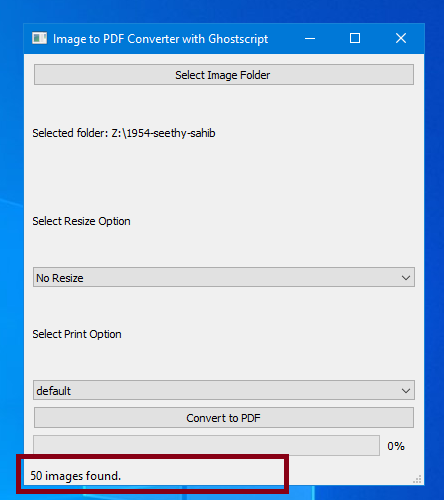 Image to PDF Converter with Ghostscript
Select Image Folder
Selected folder: Z:\1954-seethy-sahib
Select Resize Option
No Resize
Select Print Option
default
Convert to PDF
0%
50 images found.